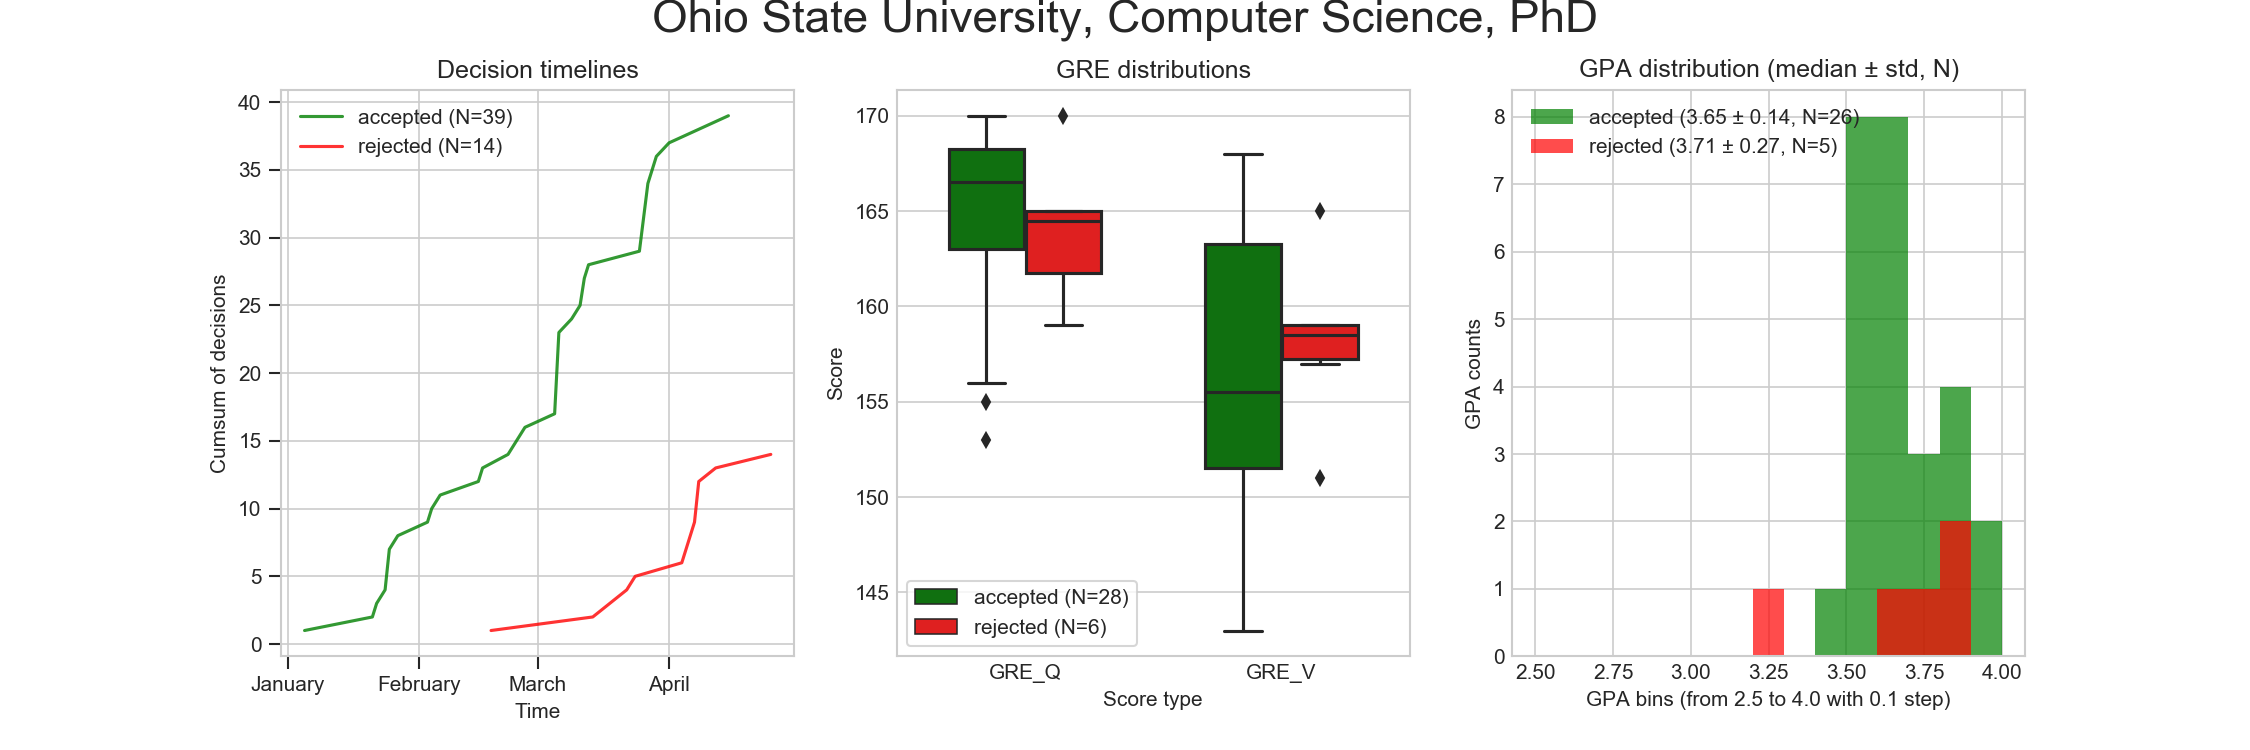 Ohio State University, Computer Science, PhD
Decision timelines
accepted (N=39)
rejected (N=14)
Cumsum of decisions
40
35
30
25
20
15
10
5
0
January February March April
Time
GRE distributions
Score
170
165
160
155
150
145
accepted (N=28)
rejected (N=6)
GRE_Q GRE_V
Score type
GPA distribution (median ± std, N)
accepted (3.65 ± 0.14, N=26)
rejected (3.71 ± 0.27, N=5)
GPA counts
8
7
6
5
4
3
2
1
0
2.50 2.75 3.00 3.25 3.50 3.75 4.00
GPA bins (from 2.5 to 4.0 with 0.1 step)